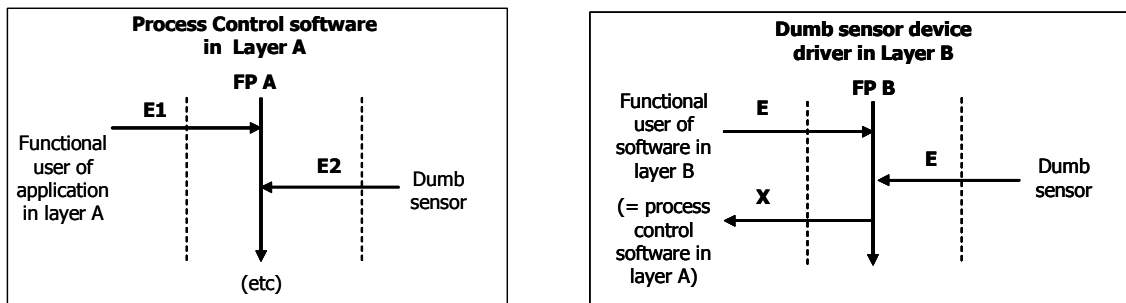 Process Control software
in Layer A
FP A
E1
Functional
user of
application
in layer A
E2
Dumb
sensor
(etc)
Dumb sensor device
driver in Layer B
FP B
Functional
user of
software in
layer B
(= process
control
software in
layer A)
E
E
X
Dumb
sensor